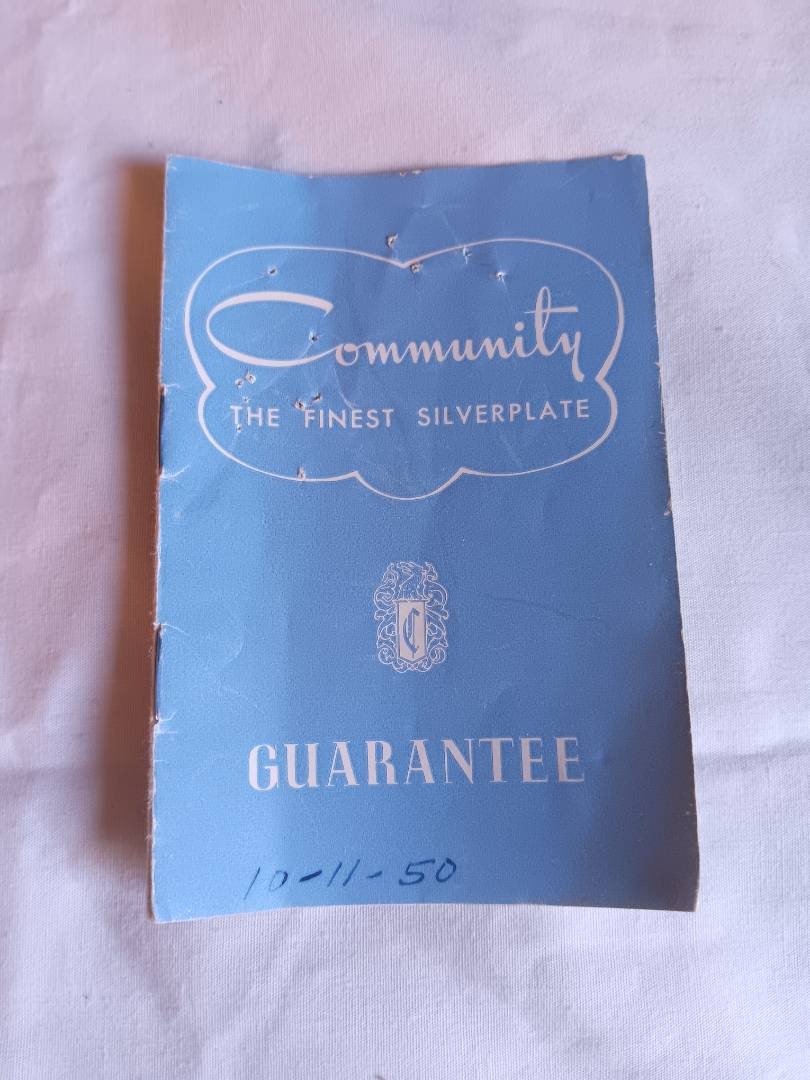 Community
THE FINEST SILVERPLATE
C
GUARANTEE
10-11-50